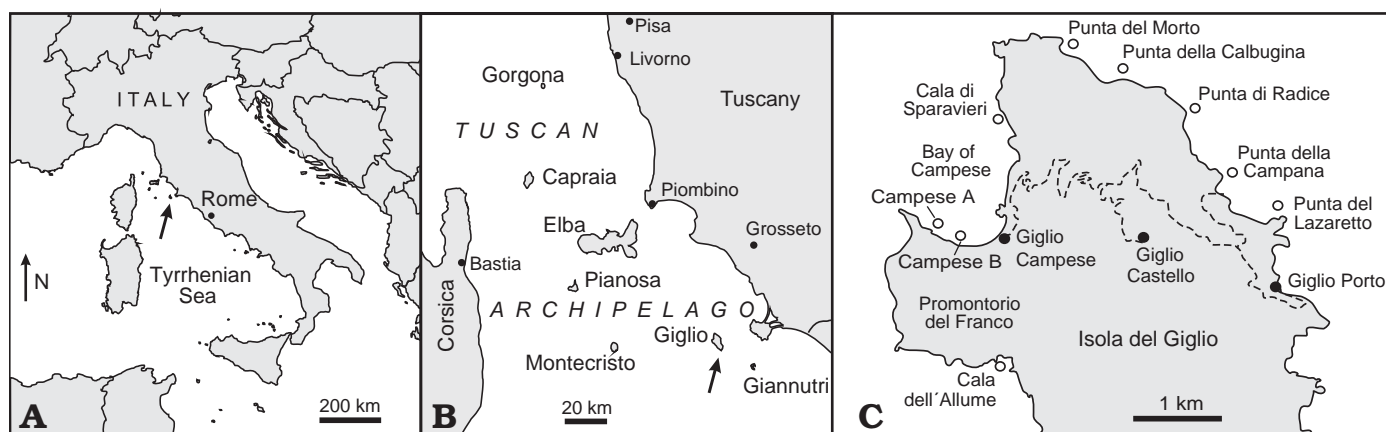 ITALY
Rome
N
Tyrrhenian
Sea
A
200 km
Pisa
Livorno
Gorgona
Tuscany
TUSCAN
Capraia
Piombino
Elba
Grosseto
Bastia
Pianosa
ARCHIPELAGO
Corsica
Giglio
Montecristo
Giannutri
B
20 km
Punta del Morto
Punta della Calbugina
Cala di
Sparavieri
Punta di Radice
Bay of
Campese
Punta della
Campana
Campese A
Punta del
Lazaretto
Campese B
Giglio
Campese
Giglio
Castello
Giglio Porto
Promontorio
del Franco
Isola del Giglio
Cala
dell´Allume
C
1 km